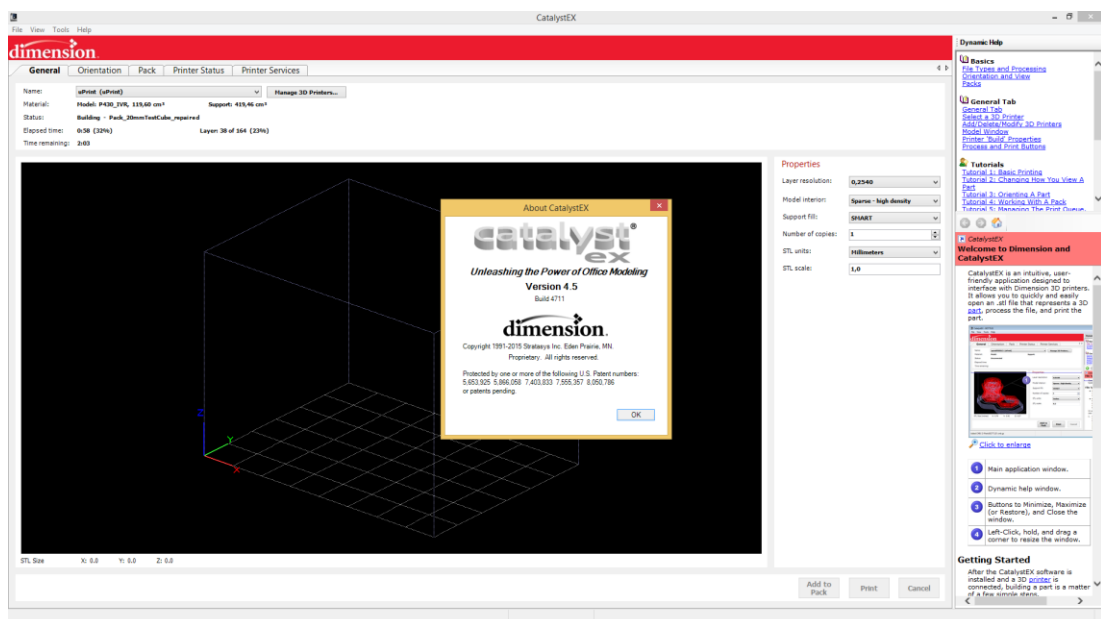 CatalystEX
File View Tools Help
dimension
General Orientation Pack Printer Status Printer Services
Name: uPrint (uPrint) Manage 3D Printers...
Material: Model: P430_IVR, 119,60 cm³ Support: 419,46 cm³
Status: Building - Pack_20mmTestCube_repaired
Elapsed time: 0:58 (32%) Layer: 38 of 164 (23%)
Time remaining: 2:03
Z
Y
X
STL Size X: 0.0 Y: 0.0 Z: 0.0
About CatalystEX
catalyst®
ex
Unleashing the Power of Office Modeling
Version 4.5
Build 4711
dimension.
Copyright 1991-2015 Stratasys Inc. Eden Prairie, MN.
Proprietary. All rights reserved.
Protected by one or more of the following U.S. Patent numbers:
5,653,925 5,866,058 7,403,833 7,555,357 8,050,786
or patents pending.
OK
Properties
Layer resolution: 0,2540
Model interior: Sparse - high density
Support fill: SMART
Number of copies: 1
STL units: Millimeters
STL scale: 1,0
Add to
Pack
Print
Cancel
Dynamic Help
Basics
File Types and Processing
Orientation and View
Packs
General Tab
General Tab
Select a 3D Printer
Add/Delete/Modify 3D Printers
Model Window
Printer 'Build' Properties
Process and Print Buttons
Tutorials
Tutorial 1: Basic Printing
Tutorial 2: Changing How You View A
Part
Tutorial 3: Orienting A Part
Tutorial 4: Working With A Pack
Tutorial 5: Managing The Print Queue.
CatalystEX
Welcome to Dimension and
CatalystEX
CatalystEX is an intuitive, user-
friendly application designed to
interface with Dimension 3D printers.
It allows you to quickly and easily
open an .stl file that represents a 3D
part, process the file, and print the
part.
Click to enlarge
1 Main application window.
2 Dynamic help window.
3 Buttons to Minimize, Maximize
(or Restore), and Close the
window.
4 Left-Click, hold, and drag a
corner to resize the window.
Getting Started
After the CatalystEX software is
installed and a 3D printer is
connected, building a part is a matter
of a few simple steps.